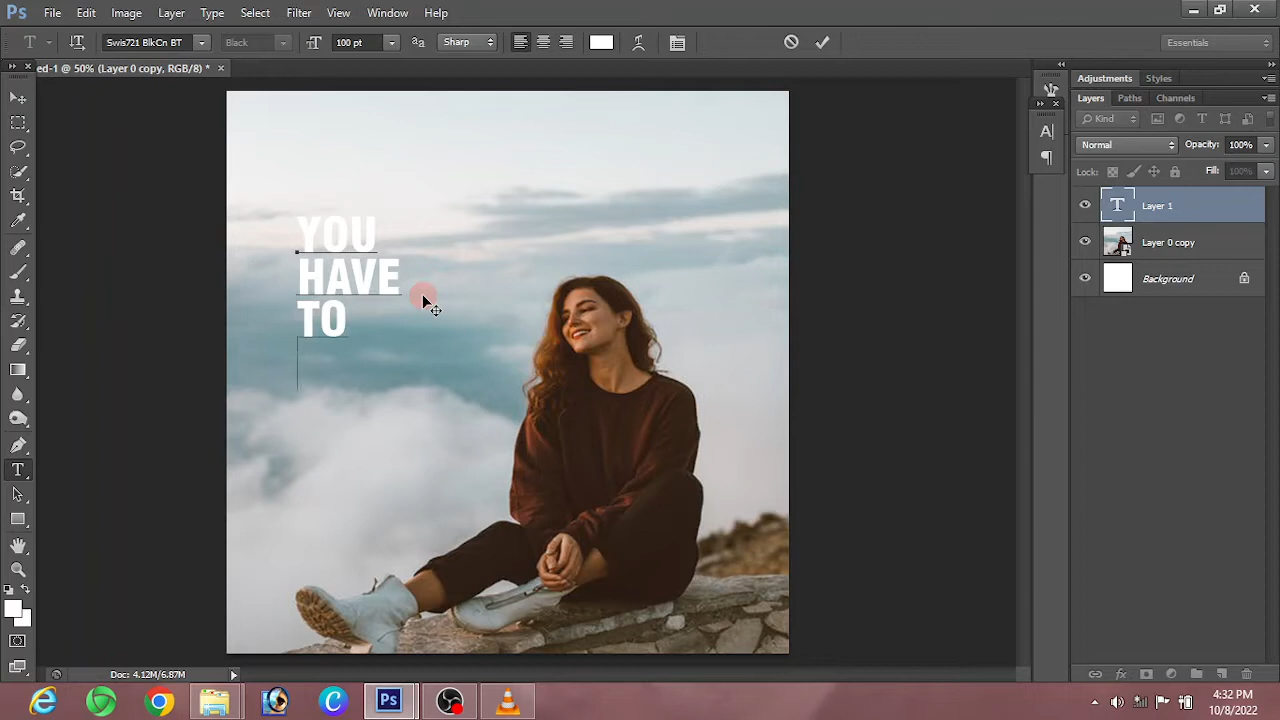 Ps File Edit Image Layer Type Select Filter View Window Help
T Swis721 BlkCn BT Black 100 pt Sharp Essentials
ed-1 @ 50% (Layer 0 copy, RGB/8) * ×
Adjustments Styles
Layers Paths Channels
Kind
Normal Opacity: 100%
Lock: Fill: 100%
T Layer 1
Layer 0 copy
Background
YOU
HAVE
TO
Doc: 4.12M/6.87M
4:32 PM
10/8/2022